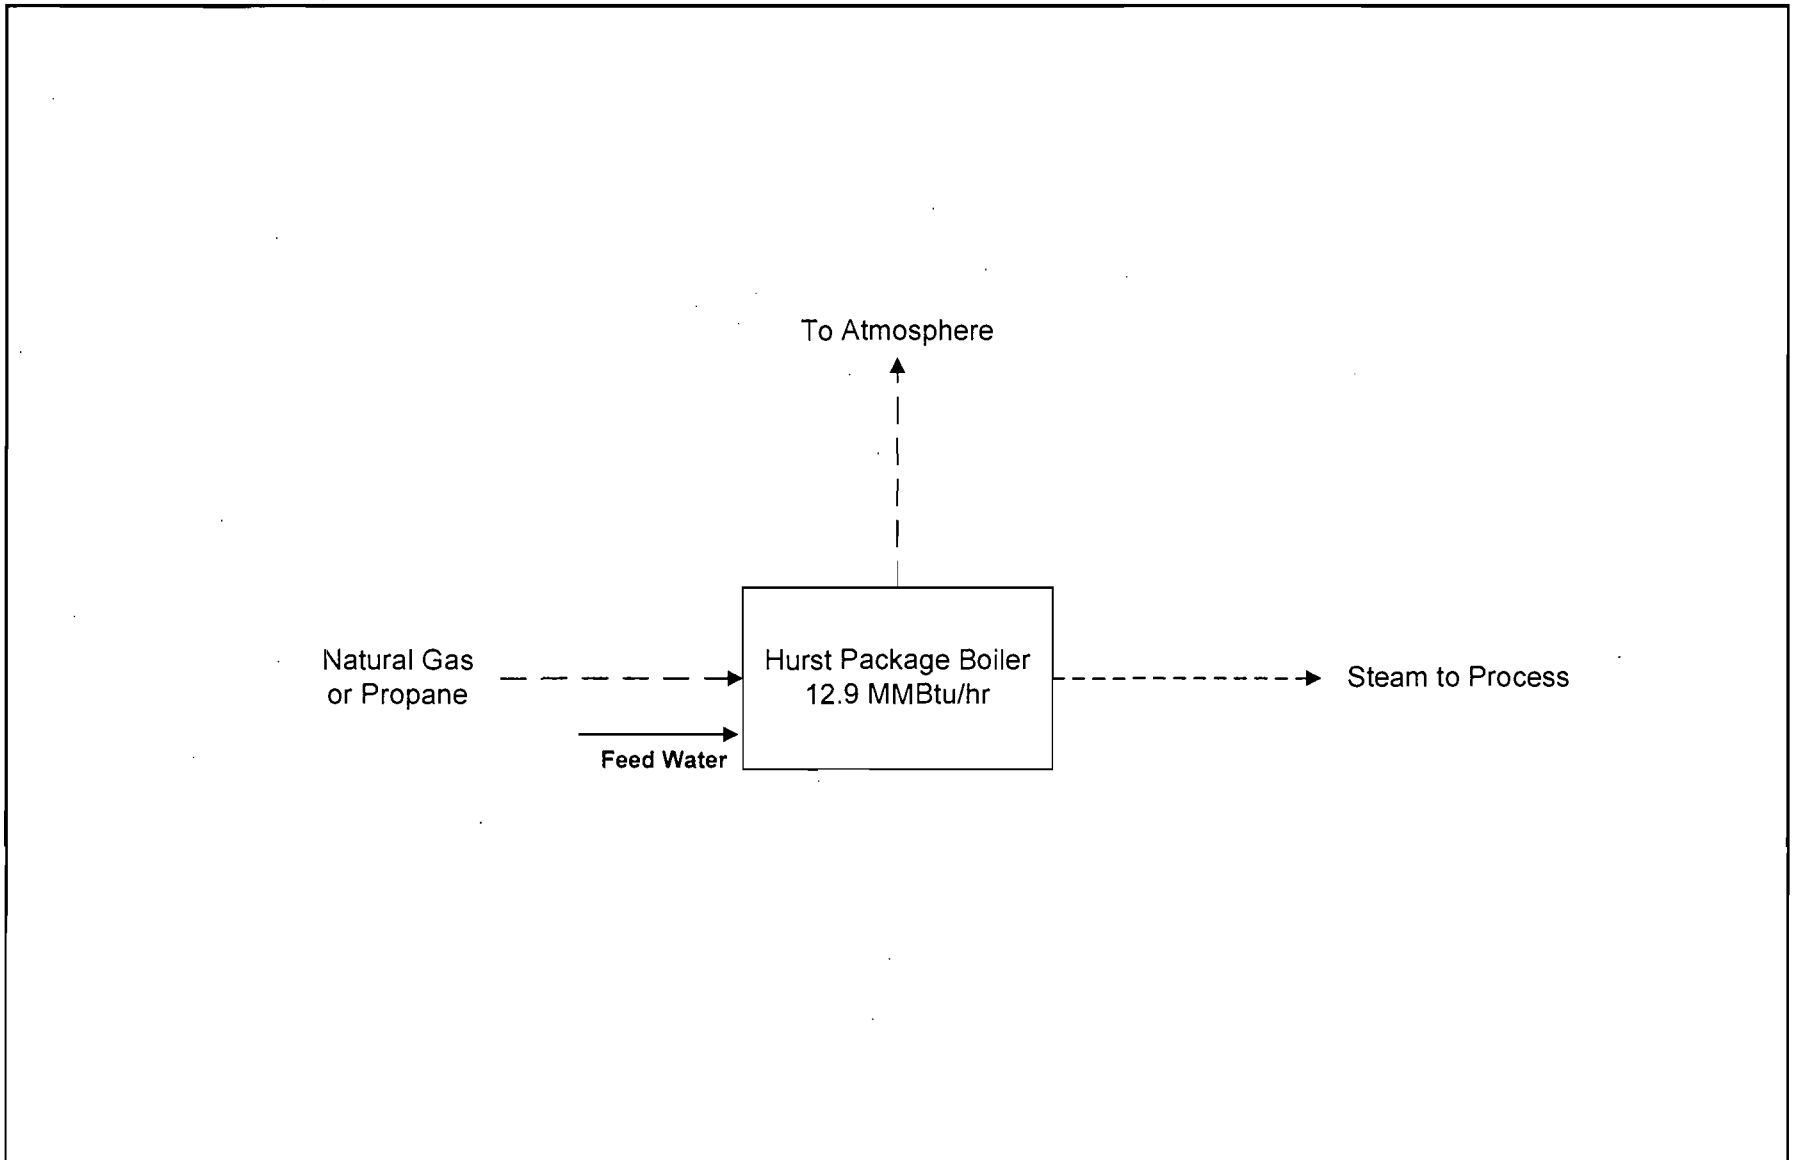 To Atmosphere
Natural Gas
or Propane
Hurst Package Boiler
12.9 MMBtu/hr
Steam to Process
Feed Water